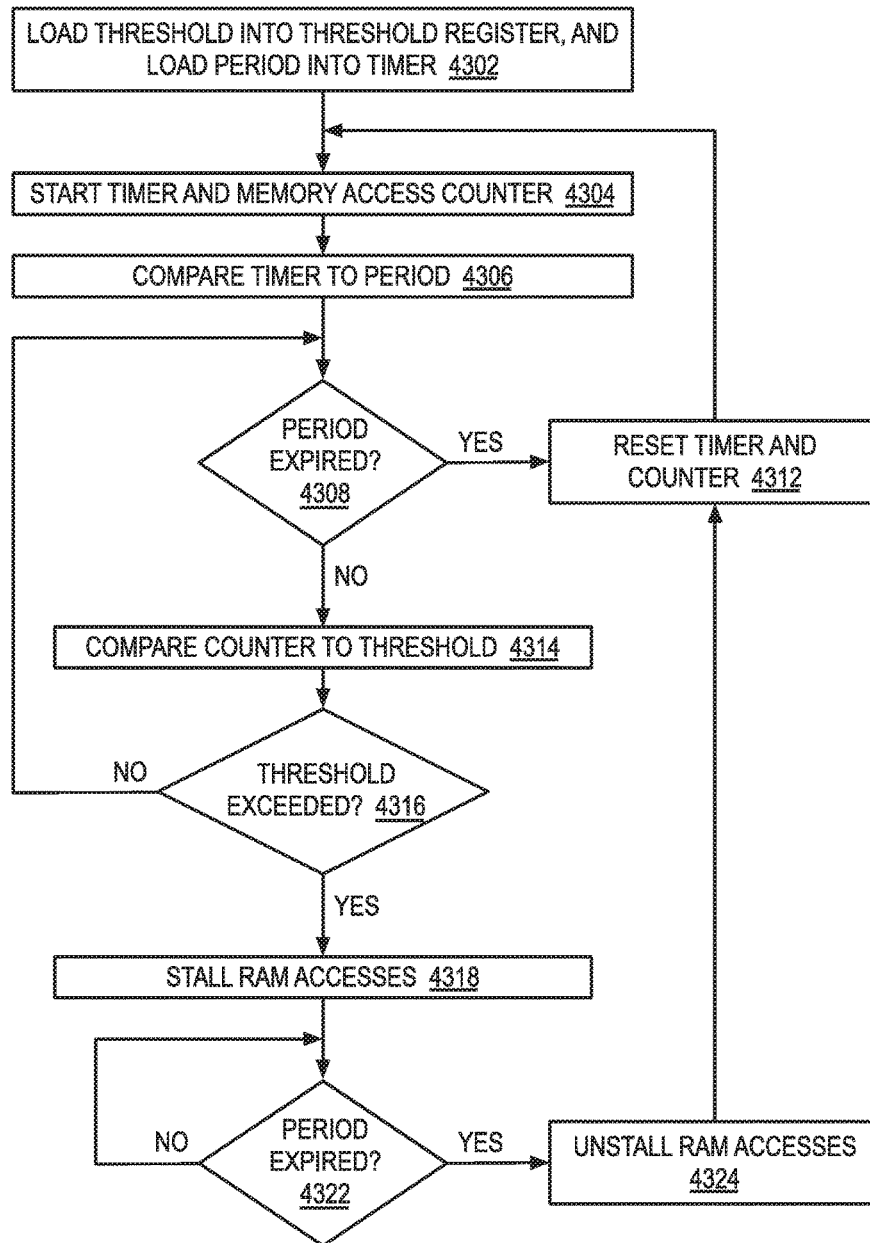 LOAD THRESHOLD INTO THRESHOLD REGISTER, AND
LOAD PERIOD INTO TIMER 4302
START TIMER AND MEMORY ACCESS COUNTER 4304
COMPARE TIMER TO PERIOD 4306
PERIOD
EXPIRED?
4308
YES
RESET TIMER AND
COUNTER 4312
NO
COMPARE COUNTER TO THRESHOLD 4314
NO
THRESHOLD
EXCEEDED? 4316
YES
STALL RAM ACCESSES 4318
NO
PERIOD
EXPIRED?
4322
YES
UNSTALL RAM ACCESSES
4324